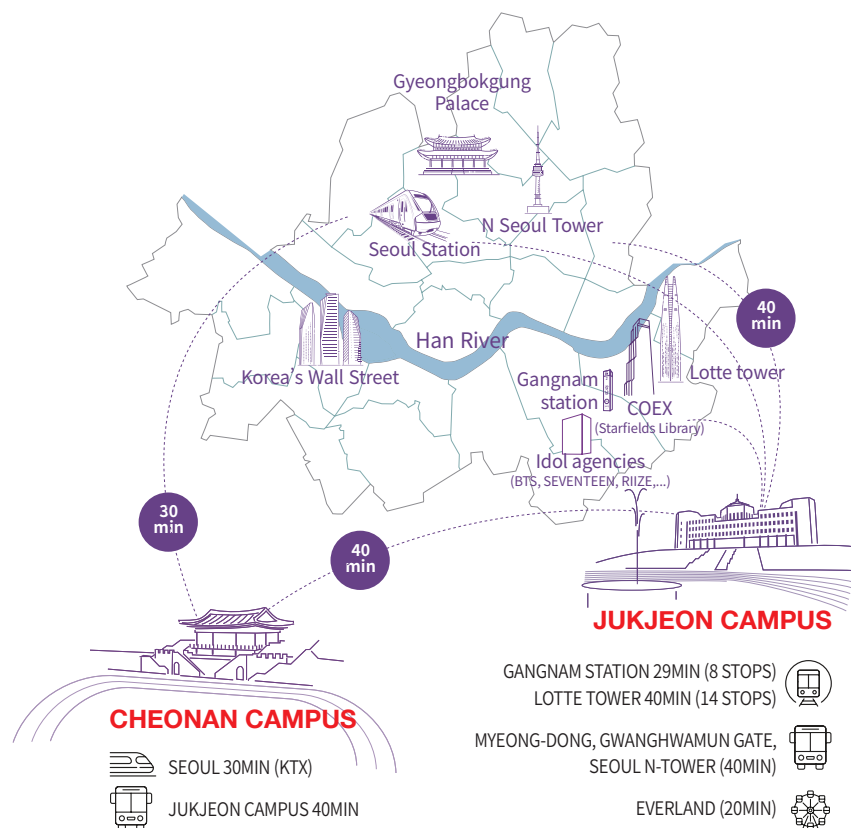 Gyeongbokgung
Palace
N Seoul Tower
Seoul Station
40
min
Han River
Korea's Wall Street
Lotte tower
Gangnam
station
COEX
(Starfields Library)
Idol agencies
(BTS, SEVENTEEN, RIIZE,...)
30
min
40
min
JUKJEON CAMPUS
GANGNAM STATION 29MIN (8 STOPS)
LOTTE TOWER 40MIN (14 STOPS)
MYEONG-DONG, GWANGHWAMUN GATE,
SEOUL N-TOWER (40MIN)
EVERLAND (20MIN)
CHEONAN CAMPUS
SEOUL 30MIN (KTX)
JUKJEON CAMPUS 40MIN